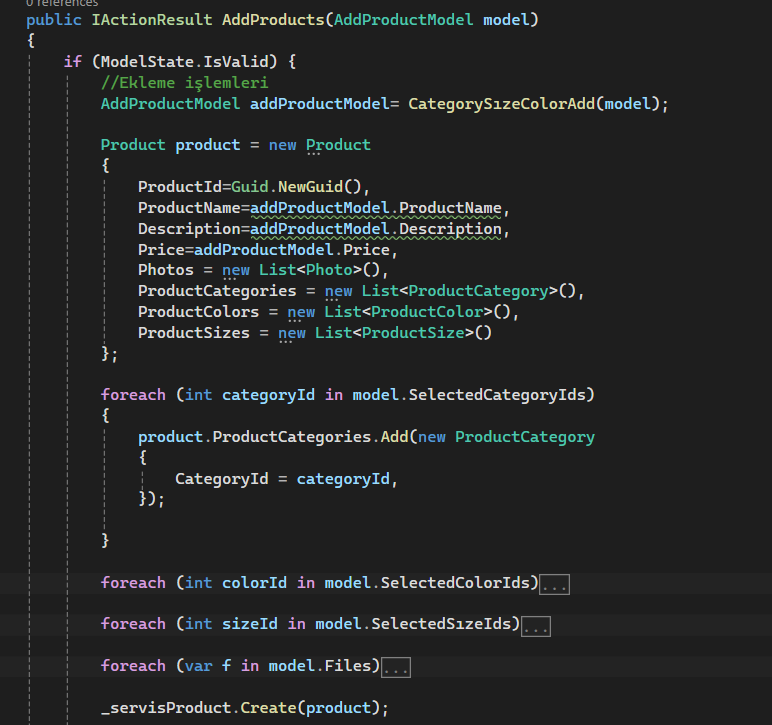 0 references
public IActionResult AddProducts(AddProductModel model)
{
if (ModelState.IsValid) {
//Ekleme işlemleri
AddProductModel addProductModel= CategorySızeColorAdd(model);
Product product = new Product
{
ProductId=Guid.NewGuid(),
ProductName=addProductModel.ProductName,
Description=addProductModel.Description,
Price=addProductModel.Price,
Photos = new List<Photo>(),
ProductCategories = new List<ProductCategory>(),
ProductColors = new List<ProductColor>(),
ProductSizes = new List<ProductSize>()
};
foreach (int categoryId in model.SelectedCategoryIds)
{
product.ProductCategories.Add(new ProductCategory
{
CategoryId = categoryId,
});
}
foreach (int colorId in model.SelectedColorIds)...
foreach (int sizeId in model.SelectedSızeIds)...
foreach (var f in model.Files)...
_servisProduct.Create(product);